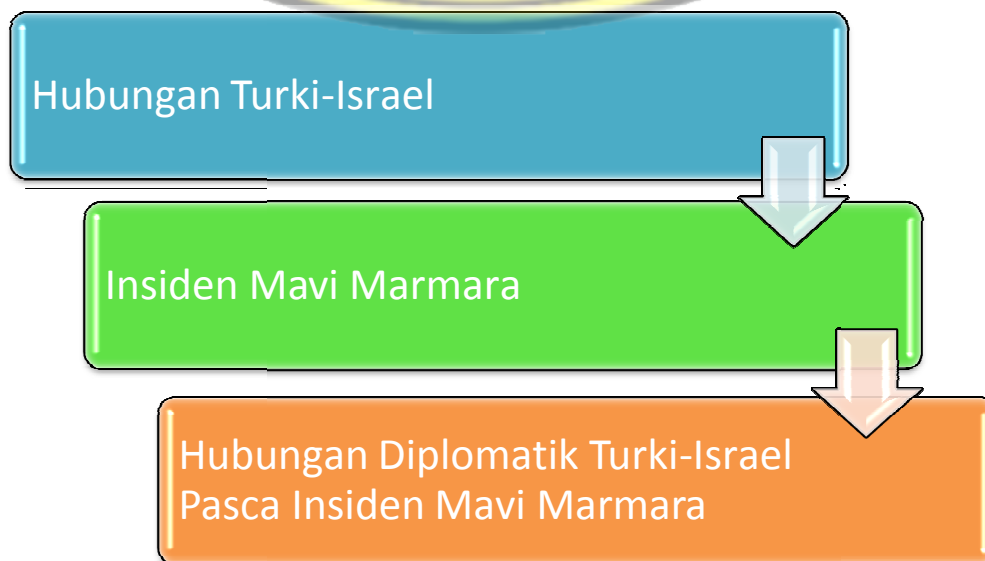 Hubungan Turki-Israel
Insiden Mavi Marmara
Hubungan Diplomatik Turki-Israel
Pasca Insiden Mavi Marmara